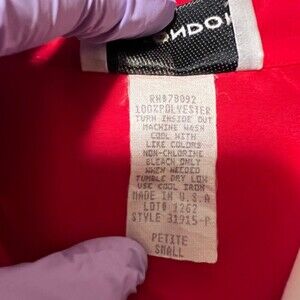 ONDON
RN#78092
100%POLYESTER
TURN INSIDE OUT
MACHINE WASH
COOL WITH
LIKE COLORS
NON-CHLORINE
BLEACH ONLY
WHEN NEEDED
TUMBLE DRY LOW
USE COOL IRON
MADE IN U.S.A
LOT# 1262
STYLE 31915-P
PETITE
SMALL